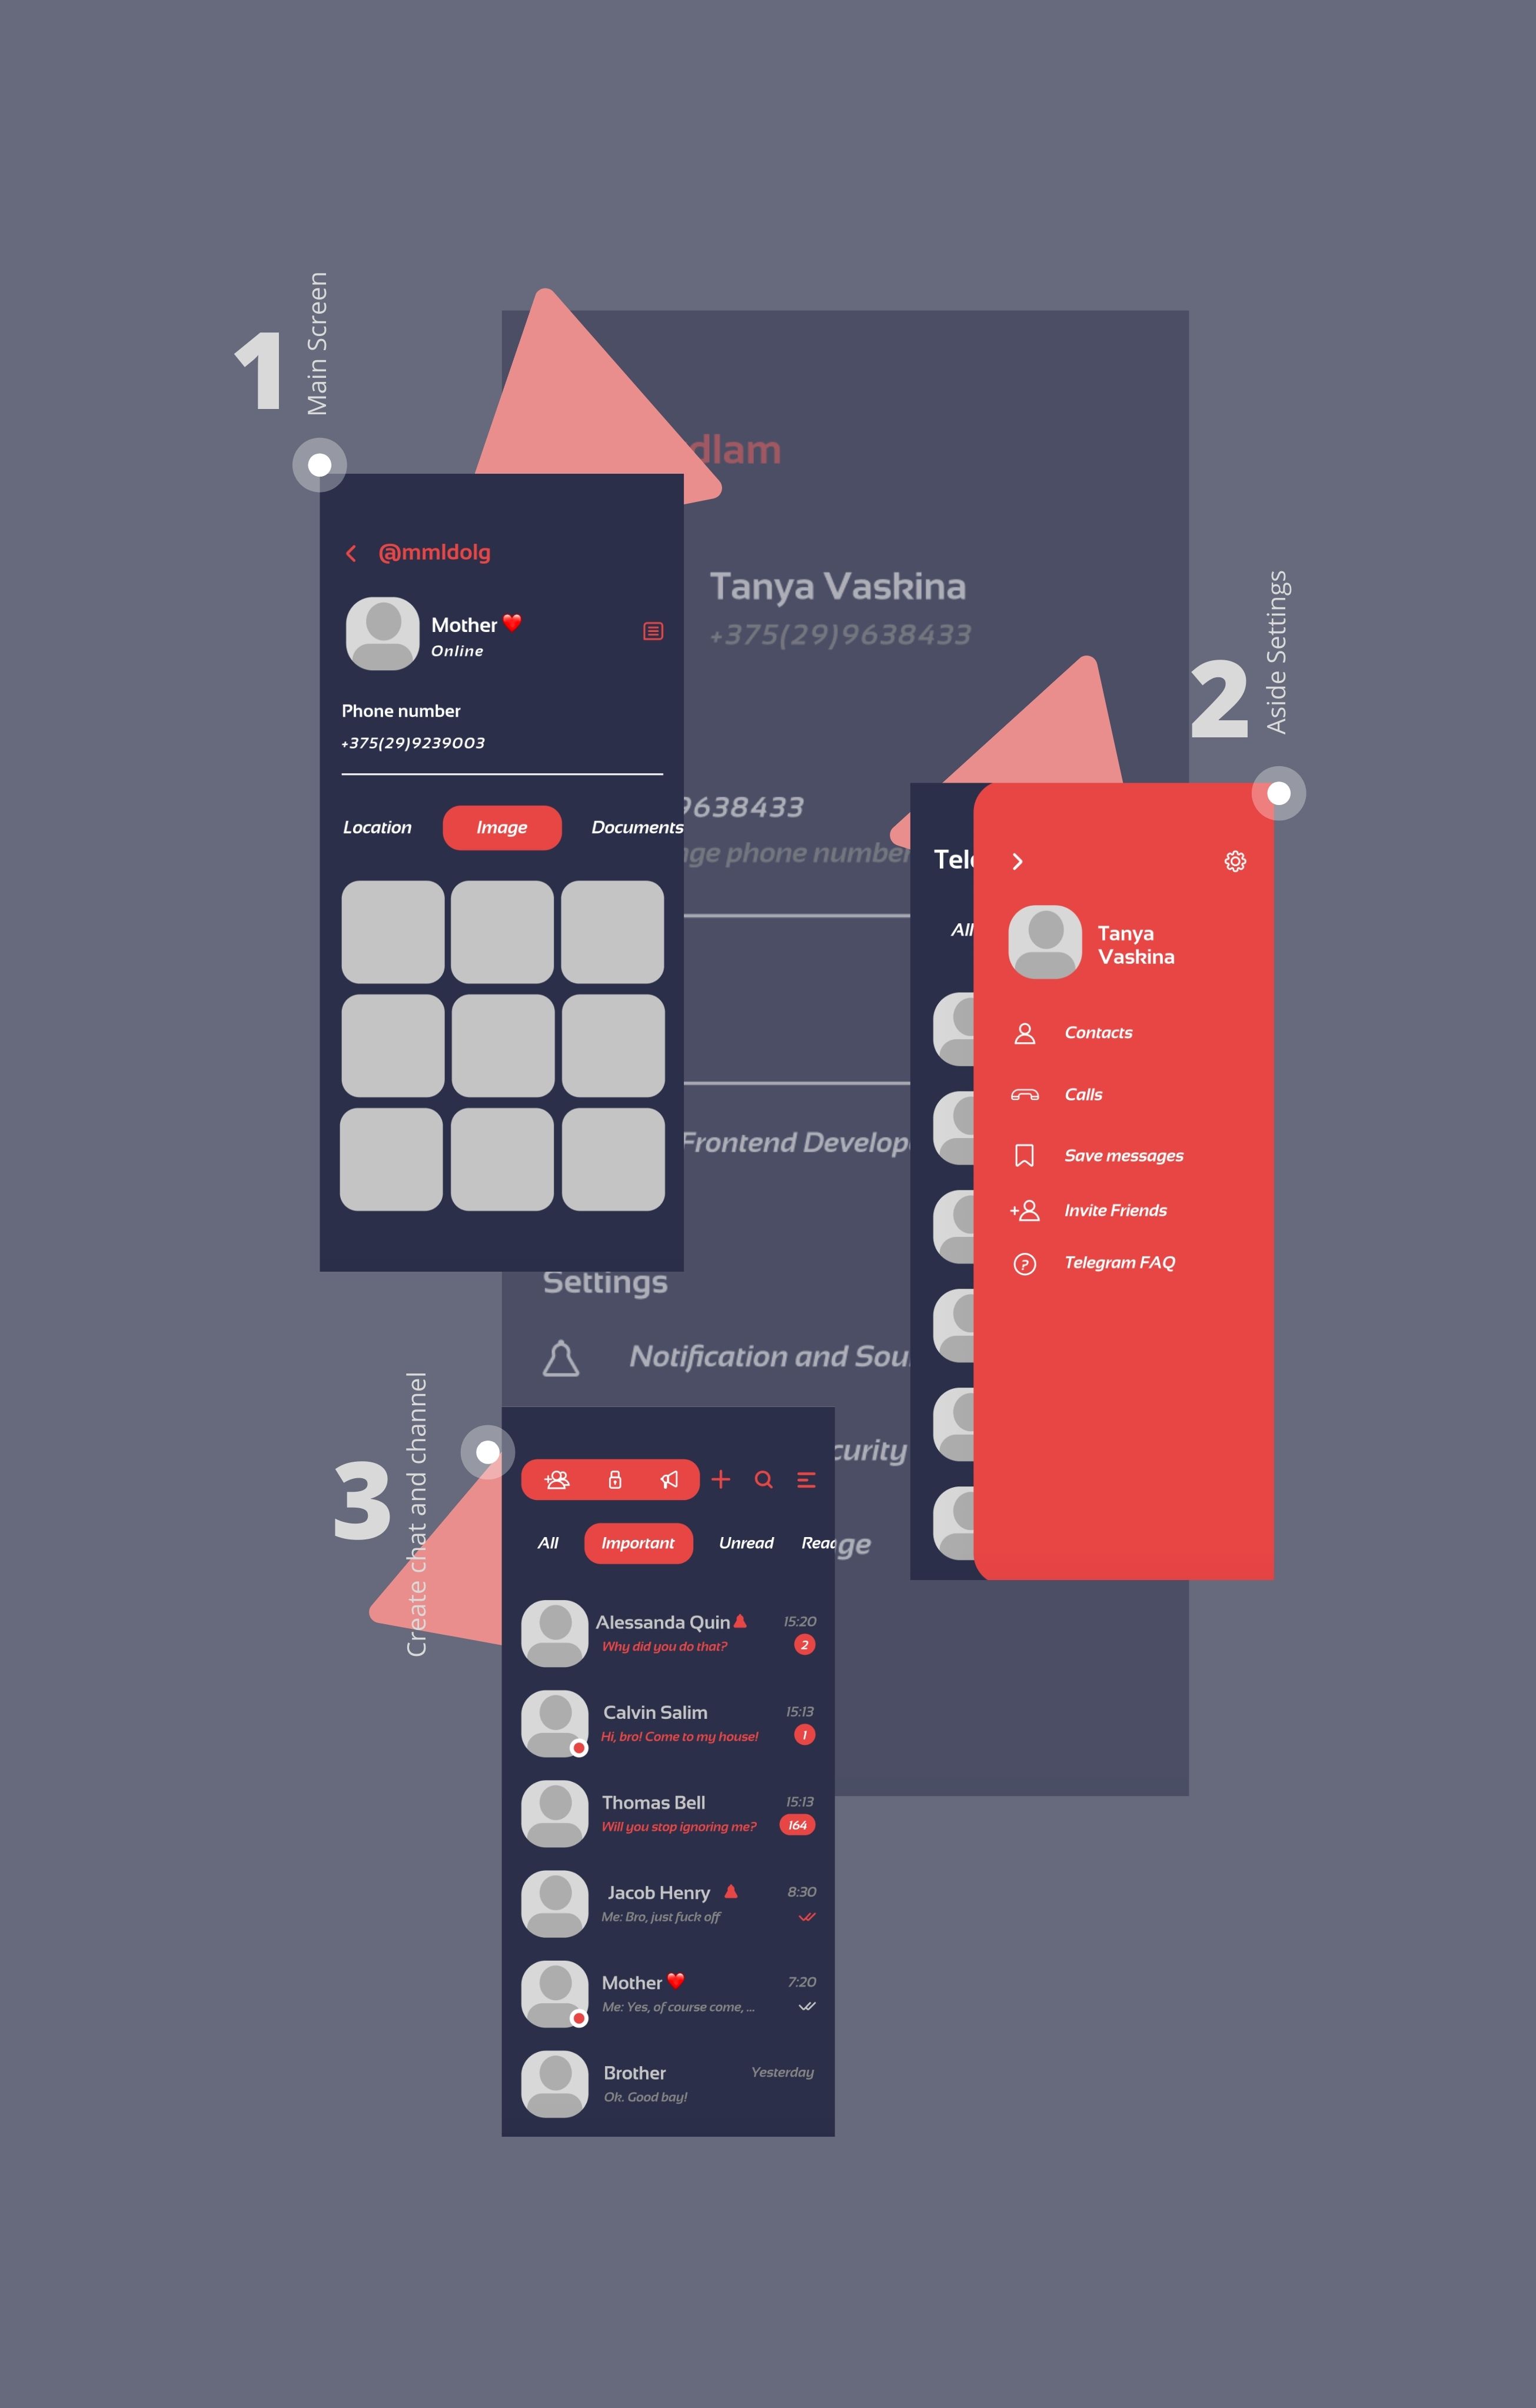 1
Main Screen
@mmldolg
Mother ❤️
Online
Phone number
+375(29)9239003
Location
Image
Documents
dlam
Tanya Vaskina
+375(29)9638433
9638433
nge phone number
Frontend Develop
Settings
Notification and Sou
curity
ge
2
Aside Settings
Tele
All
Tanya
Vaskina
Contacts
Calls
Save messages
Invite Friends
Telegram FAQ
3
Create chat and channel
All
Important
Unread
Read
Alessanda Quin
15:20
Why did you do that?
2
Calvin Salim
15:13
Hi, bro! Come to my house!
1
Thomas Bell
15:13
Will you stop ignoring me?
164
Jacob Henry
8:30
Me: Bro, just fuck off
Mother ❤️
7:20
Me: Yes, of course come, ...
Brother
Yesterday
Ok. Good bay!